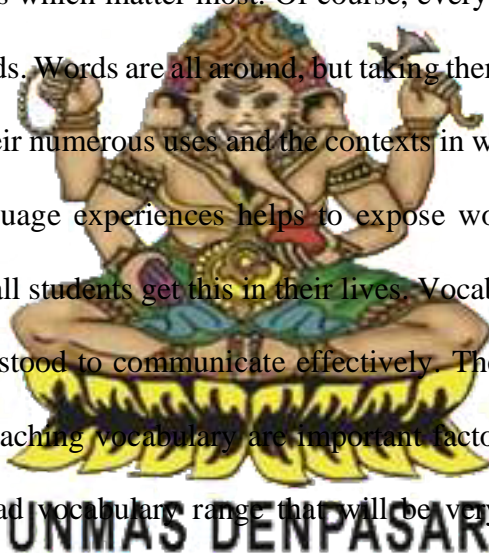 s which matter most. Of course, every
ds. Words are all around, but taking them
eir numerous uses and the contexts in w
uage experiences helps to expose wo
all students get this in their lives. Vocab
stood to communicate effectively. The
eaching vocabulary are important facto
ad vocabulary range that will be very
UNMAS DENPASAR